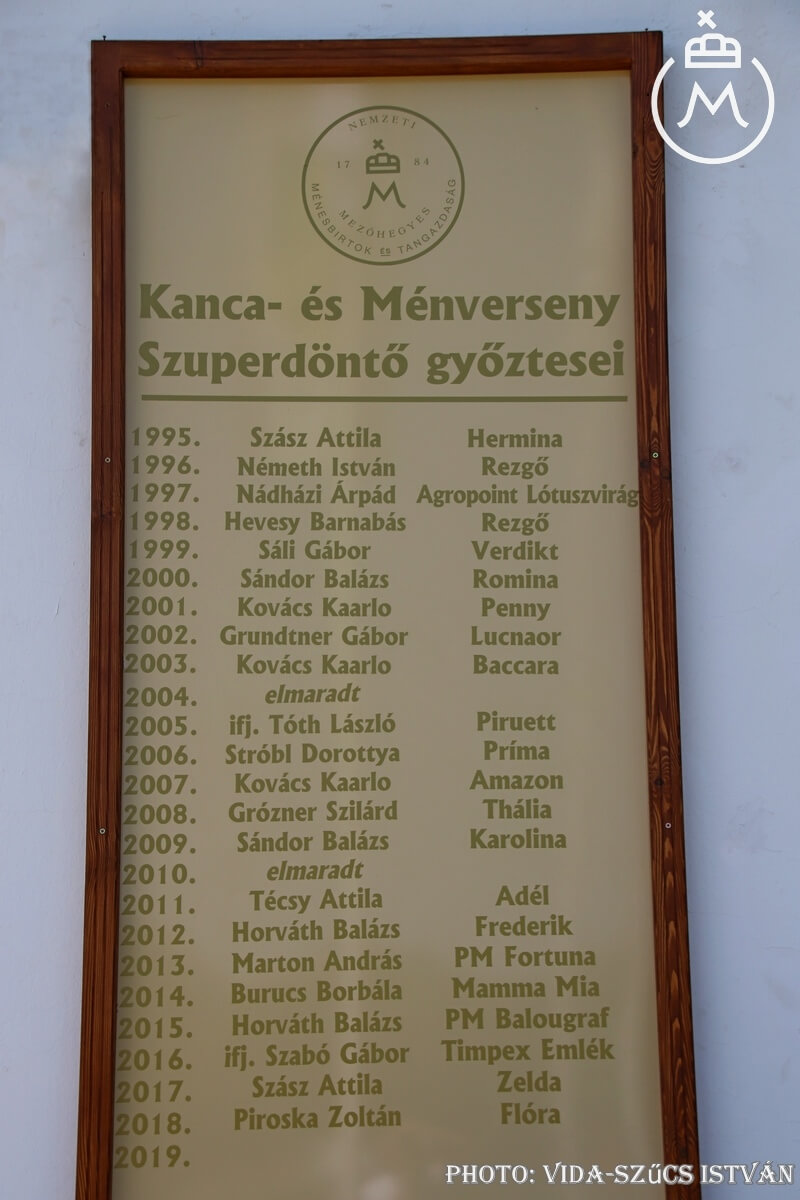 NEMZETI
17 84
M
MEZŐHEGYES
MÉNESBIRTOK ÉS TANGAZDASÁG
M
Kanca- és Ménverseny
Szuperdöntő győztesei
1995. Szász Attila Hermina
1996. Németh István Rezgő
1997. Nádházi Árpád Agropoint Lótuszvirág
1998. Hevesy Barnabás Rezgő
1999. Sáli Gábor Verdikt
2000. Sándor Balázs Romina
2001. Kovács Kaarlo Penny
2002. Grundtner Gábor Lucnaor
2003. Kovács Kaarlo Baccara
2004. elmaradt
2005. ifj. Tóth László Piruett
2006. Stróbl Dorottya Príma
2007. Kovács Kaarlo Amazon
2008. Grózner Szilárd Thália
2009. Sándor Balázs Karolina
2010. elmaradt
2011. Técsy Attila Adél
2012. Horváth Balázs Frederik
2013. Marton András PM Fortuna
2014. Burucs Borbála Mamma Mia
2015. Horváth Balázs PM Balougraf
2016. ifj. Szabó Gábor Timpex Emlék
2017. Szász Attila Zelda
2018. Piroska Zoltán Flóra
2019.
PHOTO: VIDA-SZűCS ISTVÁN